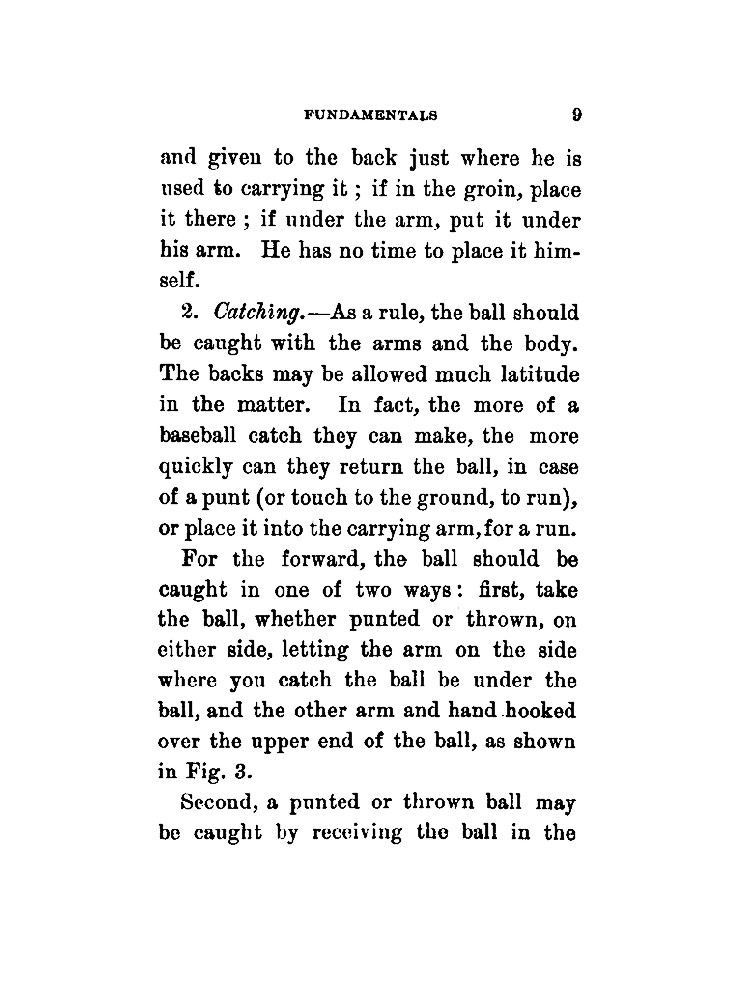 FUNDAMENTALS 9
and given to the back just where he is
used to carrying it ; if in the groin, place
it there ; if under the arm, put it under
his arm. He has no time to place it him-
self.
2. Catching.—As a rule, the ball should
be caught with the arms and the body.
The backs may be allowed much latitude
in the matter. In fact, the more of a
baseball catch they can make, the more
quickly can they return the ball, in case
of a punt (or touch to the ground, to run),
or place it into the carrying arm, for a run.
For the forward, the ball should be
caught in one of two ways: first, take
the ball, whether punted or thrown, on
either side, letting the arm on the side
where you catch the ball be under the
ball, and the other arm and hand hooked
over the upper end of the ball, as shown
in Fig. 3.
Second, a punted or thrown ball may
be caught by receiving the ball in the